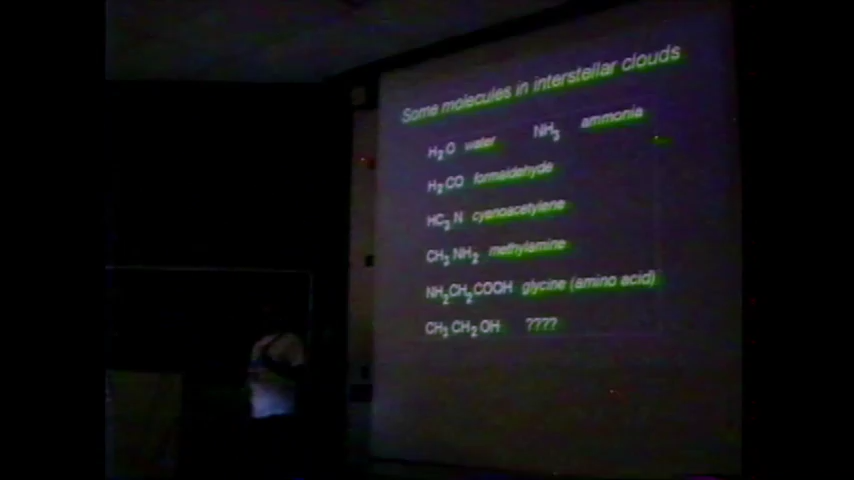 Some molecules in interstellar clouds
H₂O water NH₃ ammonia
H₂CO formaldehyde
HC₃N cyanoacetylene
CH₃NH₂ methylamine
NH₂CH₂COOH glycine (amino acid)
CH₃CH₂OH ????